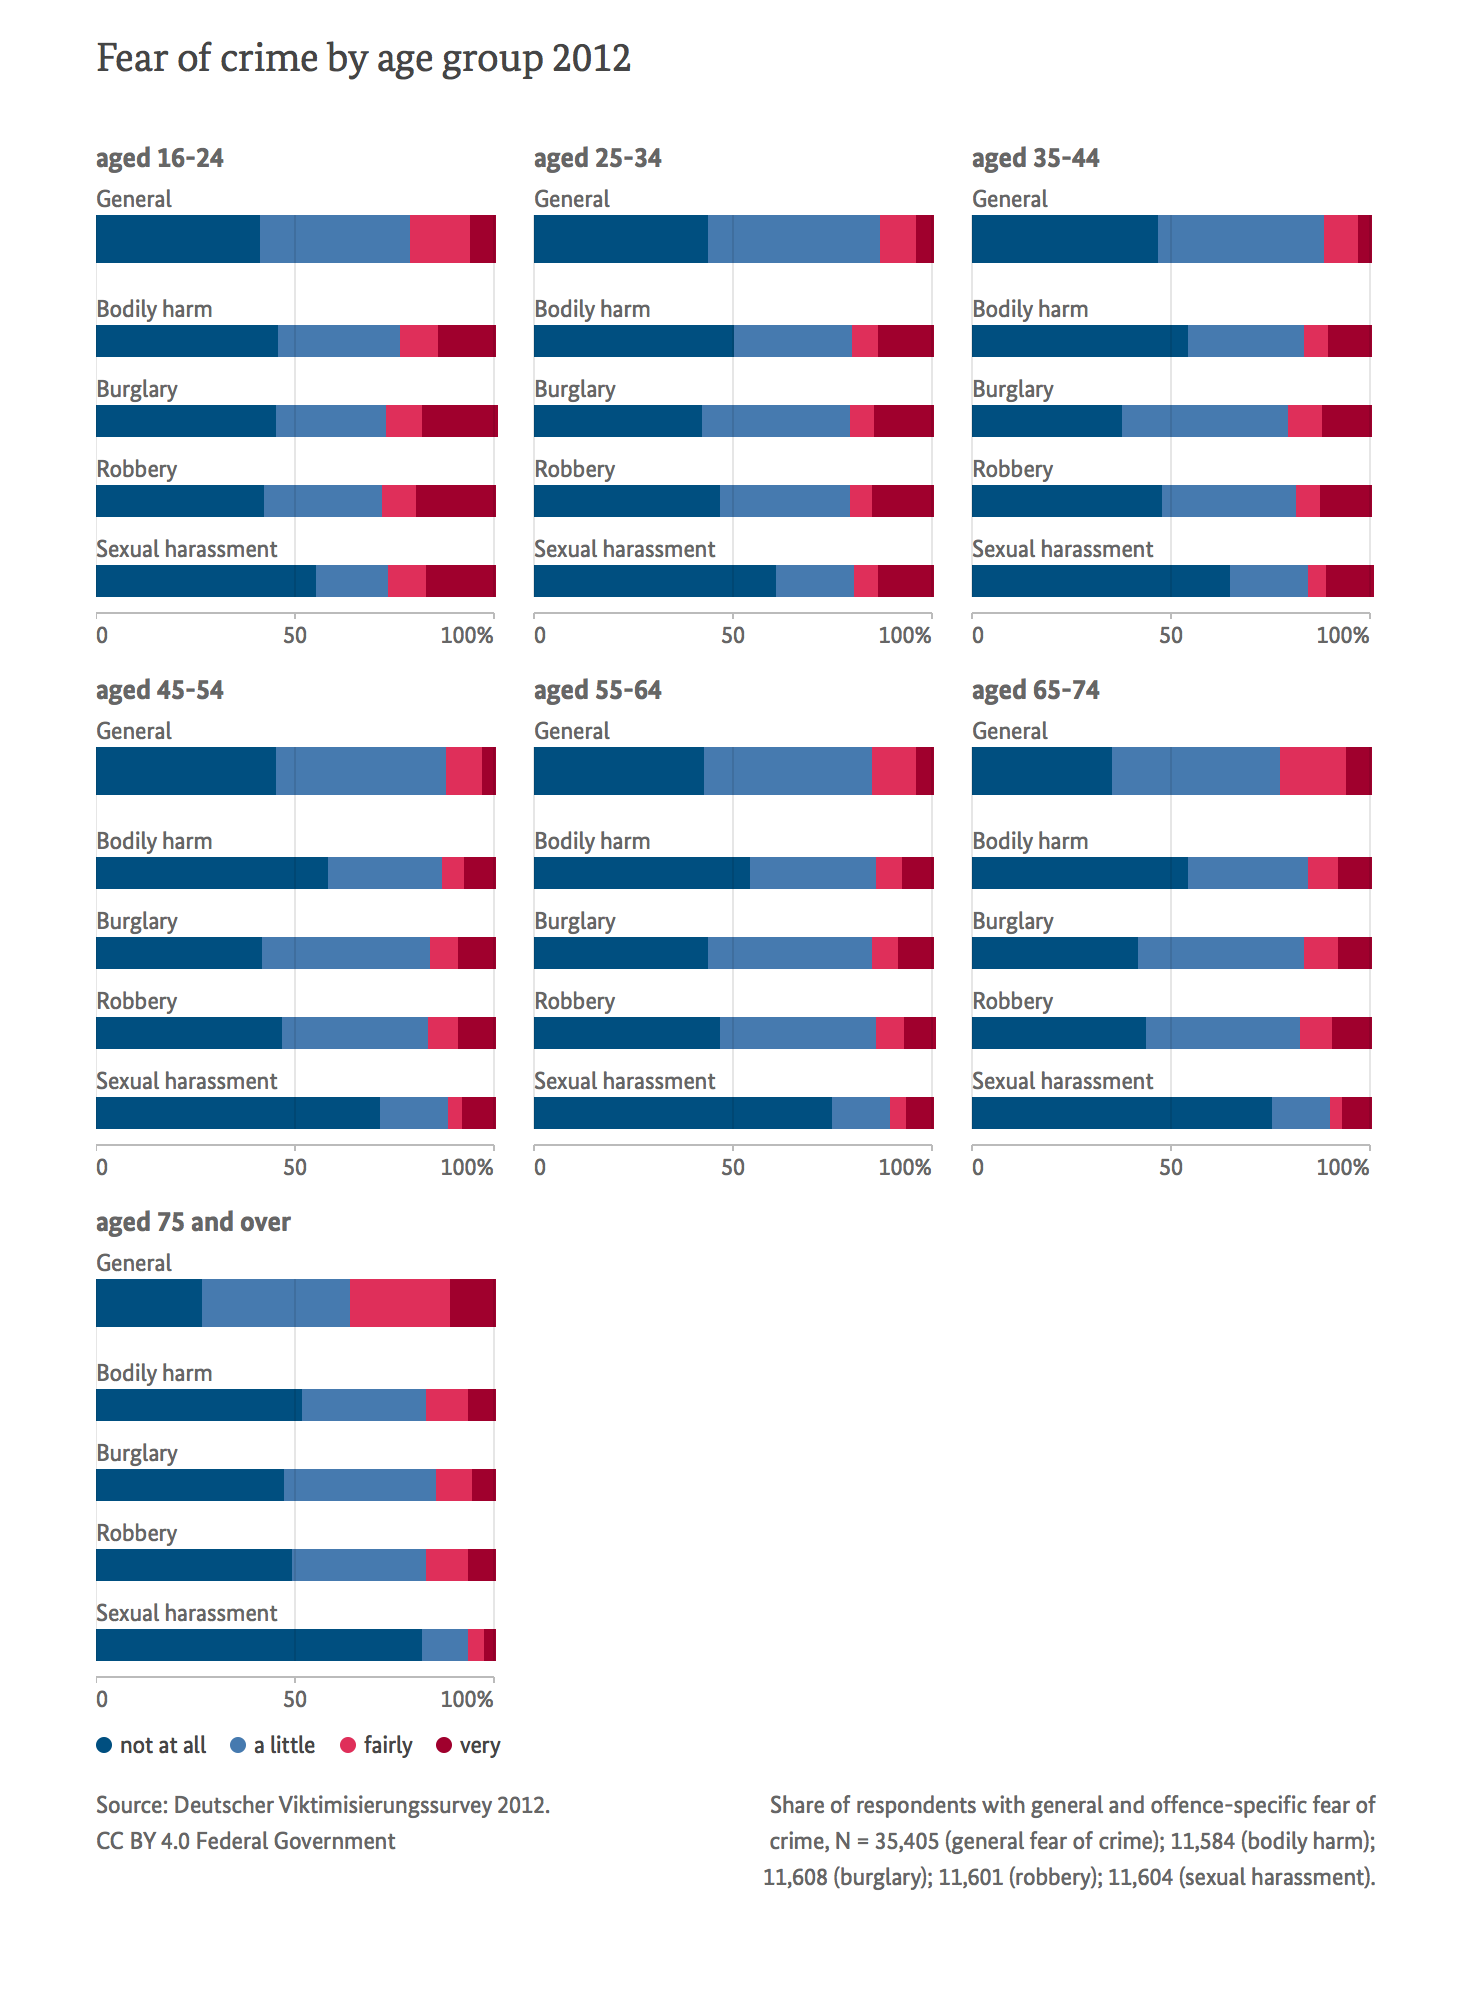 Fear of crime by age group 2012
aged 16-24
General
Bodily harm
Burglary
Robbery
Sexual harassment
0 50 100%
aged 25-34
General
Bodily harm
Burglary
Robbery
Sexual harassment
0 50 100%
aged 35-44
General
Bodily harm
Burglary
Robbery
Sexual harassment
0 50 100%
aged 45-54
General
Bodily harm
Burglary
Robbery
Sexual harassment
0 50 100%
aged 55-64
General
Bodily harm
Burglary
Robbery
Sexual harassment
0 50 100%
aged 65-74
General
Bodily harm
Burglary
Robbery
Sexual harassment
0 50 100%
aged 75 and over
General
Bodily harm
Burglary
Robbery
Sexual harassment
0 50 100%
not at all a little fairly very
Source: Deutscher Viktimisierungssurvey 2012.
CC BY 4.0 Federal Government
Share of respondents with general and offence-specific fear of
crime, N = 35,405 (general fear of crime); 11,584 (bodily harm);
11,608 (burglary); 11,601 (robbery); 11,604 (sexual harassment).